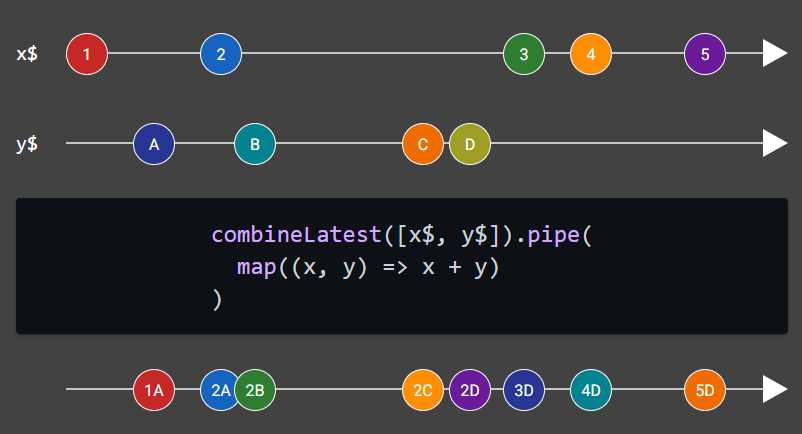 x$ 1 2 3 4 5
y$ A B C D
combineLatest([x$, y$]).pipe(
  map((x, y) => x + y)
)
1A 2A 2B 2C 2D 3D 4D 5D